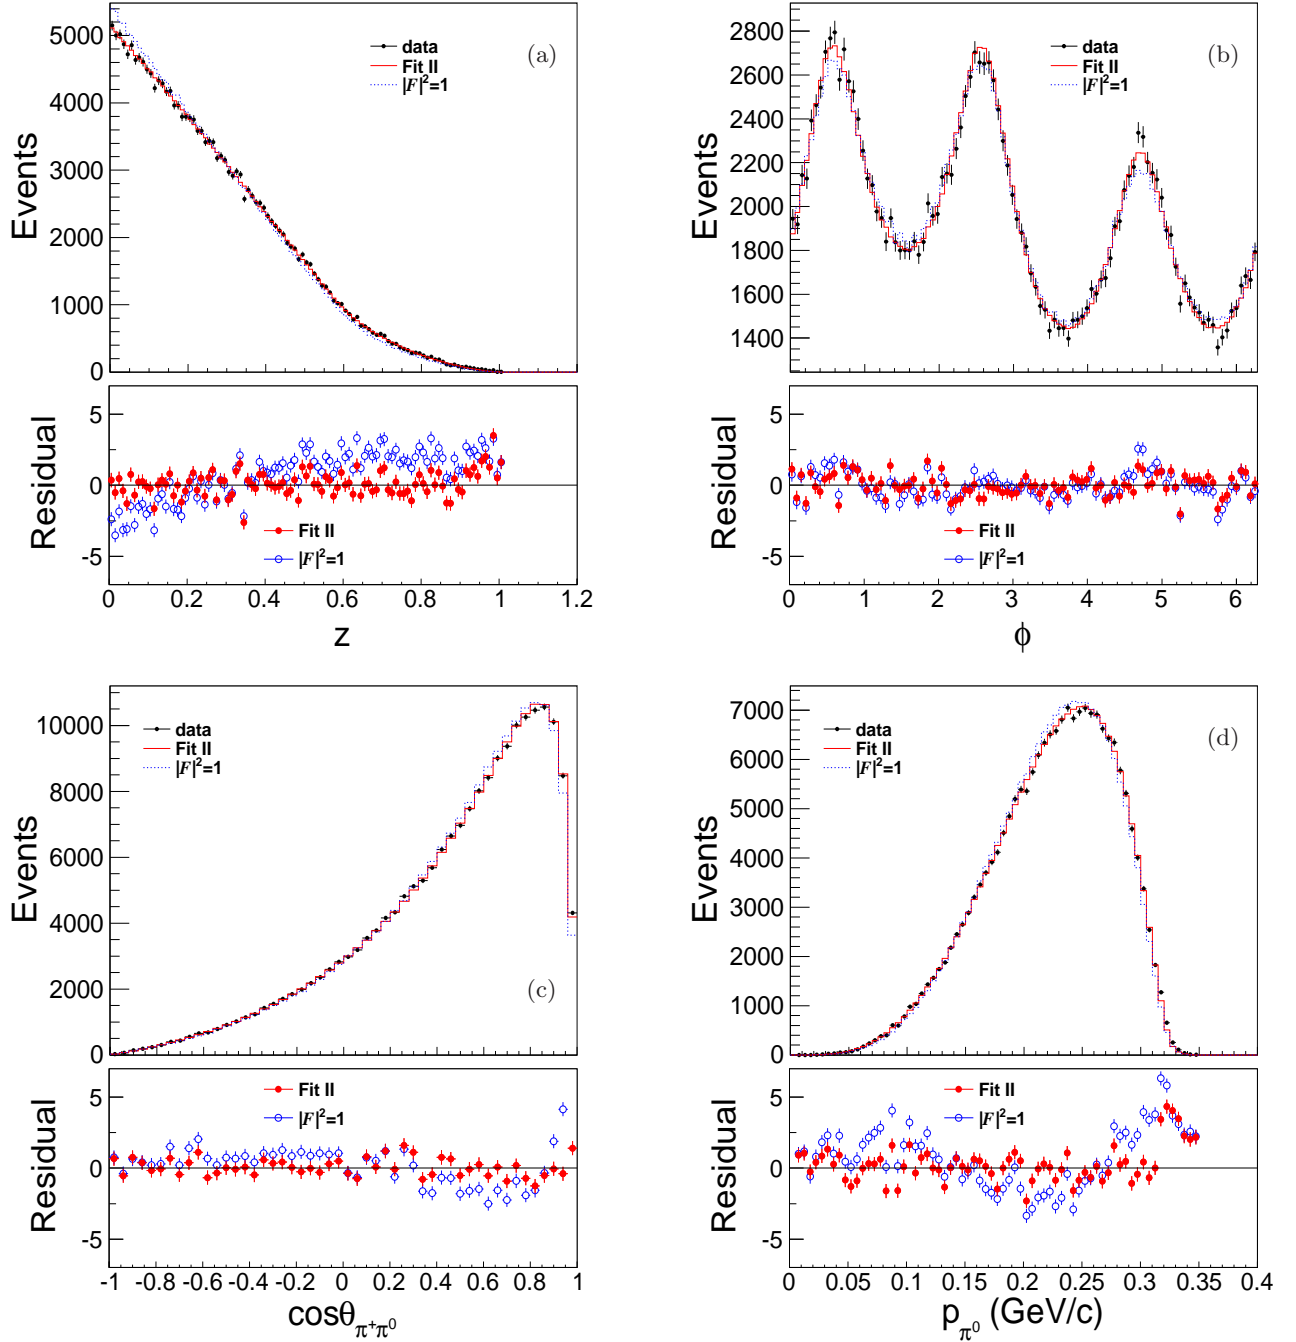 5000
4000
3000
2000
1000
0
Events
data
Fit II
|F|²=1
(a)
5
0
-5
Residual
Fit II
|F|²=1
0 0.2 0.4 0.6 0.8 1 1.2
z
2800
2600
2400
2200
2000
1800
1600
1400
Events
data
Fit II
|F|²=1
(b)
5
0
-5
Residual
Fit II
|F|²=1
0 1 2 3 4 5 6
ϕ
10000
8000
6000
4000
2000
0
Events
data
Fit II
|F|²=1
(c)
5
0
-5
Residual
Fit II
|F|²=1
-1 -0.8 -0.6 -0.4 -0.2 0 0.2 0.4 0.6 0.8 1
cosθπ⁺π⁰
7000
6000
5000
4000
3000
2000
1000
0
Events
data
Fit II
|F|²=1
(d)
5
0
-5
Residual
Fit II
|F|²=1
0 0.05 0.1 0.15 0.2 0.25 0.3 0.35 0.4
pπ⁰ (GeV/c)